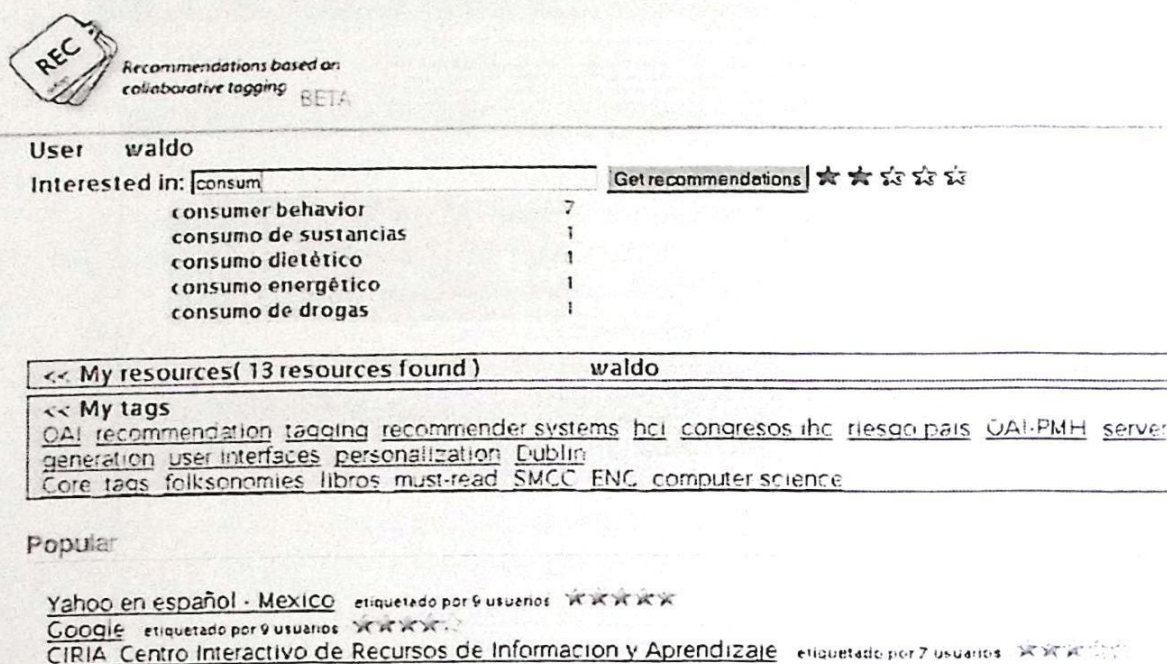 REC
Recommendations based on
collaborative tagging BETA
User waldo
Interested in: consum Get recommendations
consumer behavior 7
consumo de sustancias 1
consumo dietético 1
consumo energético 1
consumo de drogas 1
<< My resources( 13 resources found ) waldo
<< My tags
OAI recommendation tagging recommender systems hci congresos ihc riesgo pais OAI-PMH server
generation user interfaces personalization Dublin
Core tags folksonomies libros must-read SMCC ENC computer science
Popular
Yahoo en español - Mexico etiquetado por 9 usuarios
Google etiquetado por 9 usuarios
CIRIA Centro Interactivo de Recursos de Informacion y Aprendizaje etiquetado por 7 usuarios